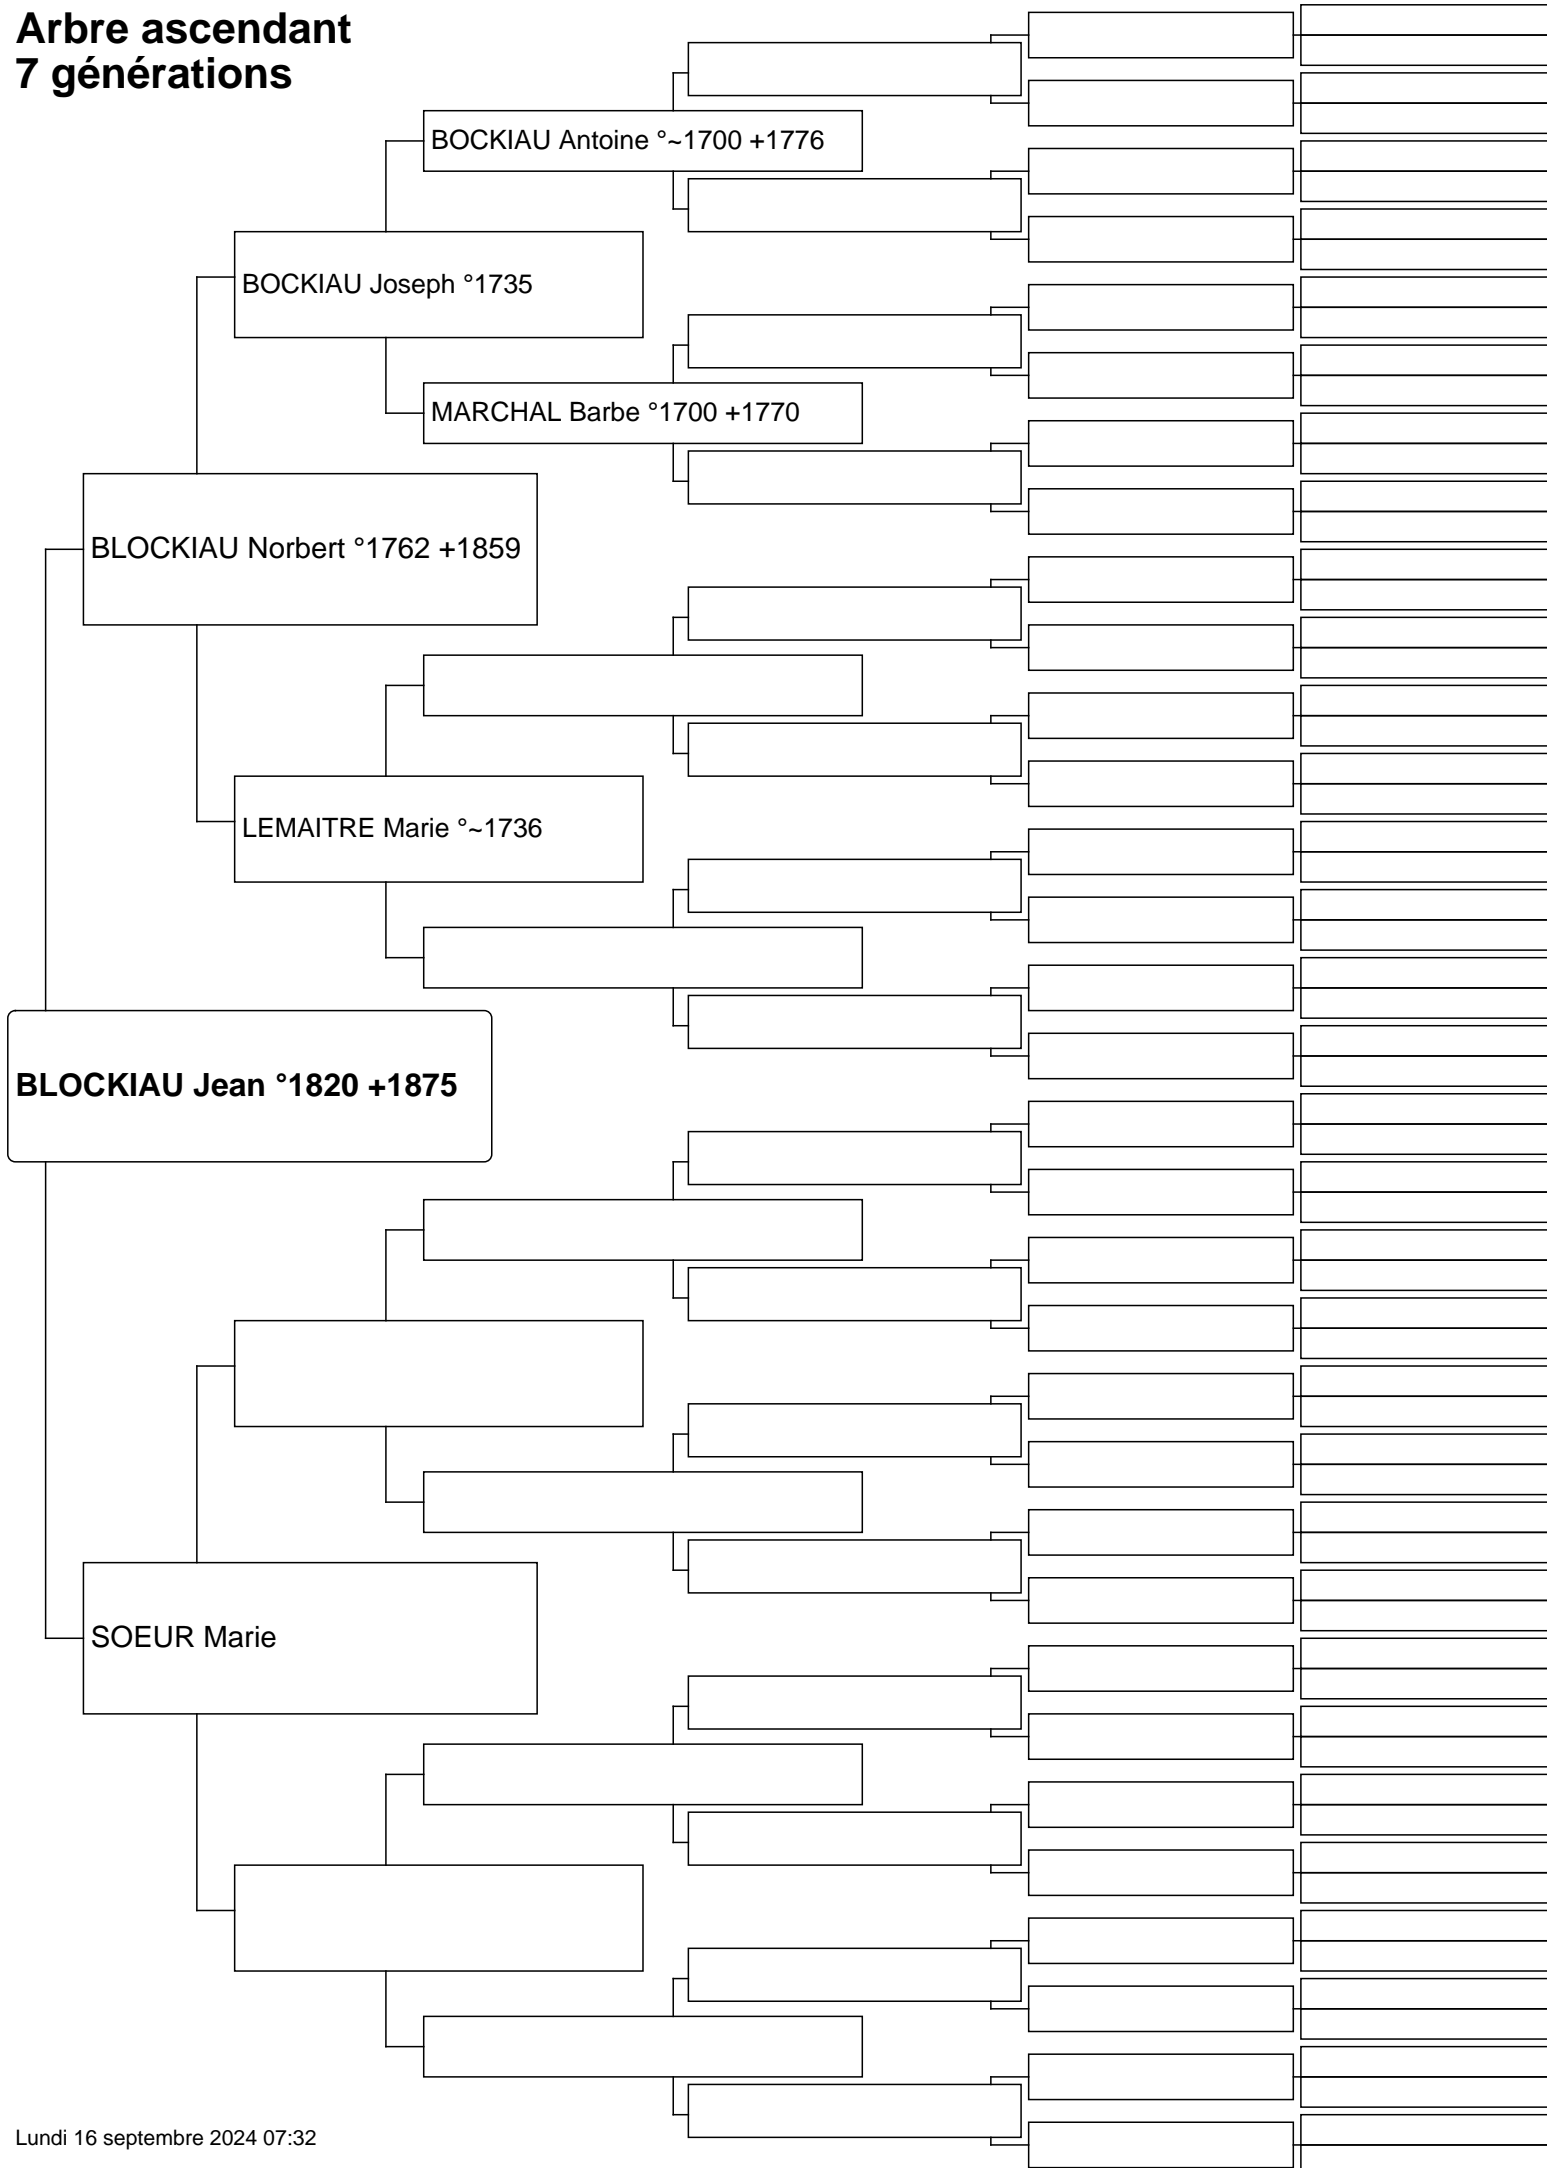 Arbre ascendant
7 générations
BOCKIAU Antoine °~1700 +1776
BOCKIAU Joseph °1735
MARCHAL Barbe °1700 +1770
BLOCKIAU Norbert °1762 +1859
LEMAITRE Marie °~1736
BLOCKIAU Jean °1820 +1875
SOEUR Marie
Lundi 16 septembre 2024 07:32